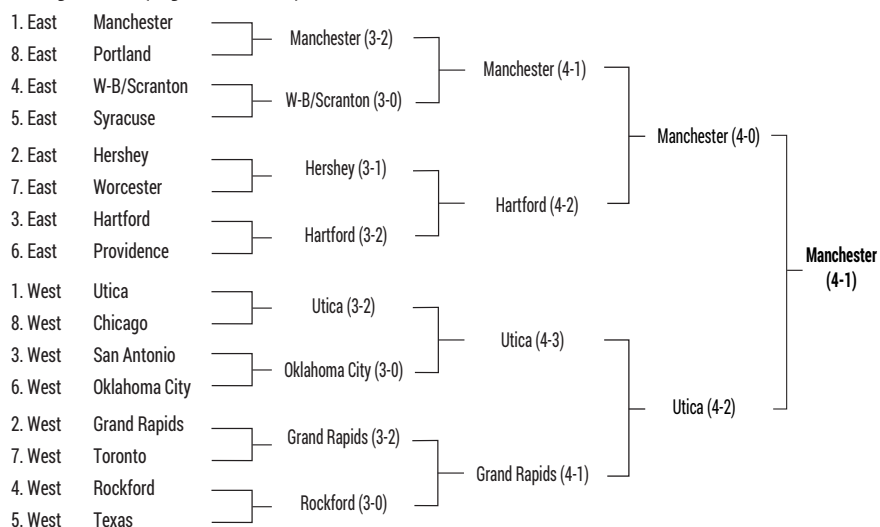 1. East Manchester
8. East Portland
Manchester (3-2)
4. East W-B/Scranton
5. East Syracuse
W-B/Scranton (3-0)
Manchester (4-1)
2. East Hershey
7. East Worcester
Hershey (3-1)
3. East Hartford
6. East Providence
Hartford (3-2)
Hartford (4-2)
Manchester (4-0)
1. West Utica
8. West Chicago
Utica (3-2)
3. West San Antonio
6. West Oklahoma City
Oklahoma City (3-0)
Utica (4-3)
2. West Grand Rapids
7. West Toronto
Grand Rapids (3-2)
4. West Rockford
5. West Texas
Rockford (3-0)
Grand Rapids (4-1)
Utica (4-2)
Manchester
(4-1)